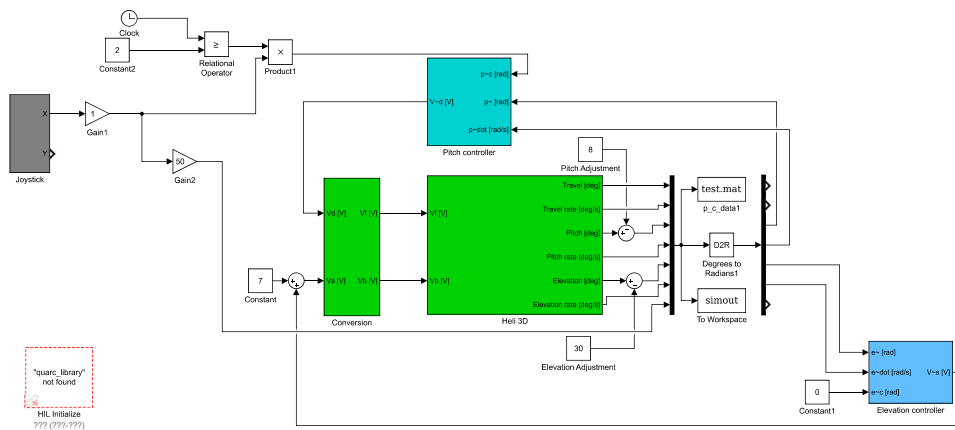 Clock
2
Constant2
≥
Relational
Operator
×
Product1
X
Y
Joystick
1
Gain1
50
Gain2
p~c [rad]
V~d [V]
p~ [rad]
p~dot [rad/s]
Pitch controller
8
Pitch Adjustment
Vd [V]
Vf [V]
Vs [V]
Vb [V]
Conversion
Vf [V]
Vb [V]
Travel [deg]
Travel rate [deg/s]
Pitch [deg]
Pitch rate [deg/s]
Elevation [deg]
Elevation rate [deg/s]
Heli 3D
7
Constant
30
Elevation Adjustment
test.mat
p_c_data1
D2R
Degrees to
Radians1
simout
To Workspace
e~ [rad]
e~dot [rad/s]
V~s [V]
e~c [rad]
Elevation controller
0
Constant1
"quarc_library"
not found
HIL Initialize
??? (???-???)